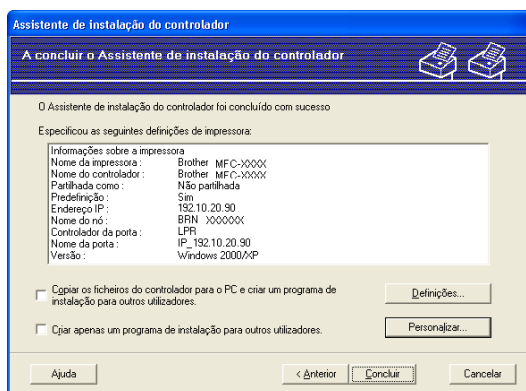 Assistente de instalação do controlador
A concluir o Assistente de instalação do controlador
O Assistente de instalação do controlador foi concluído com sucesso
Especificou as seguintes definições de impressora:
Informações sobre a impressora
Nome da impressora : Brother MFC-XXXX
Nome do controlador : Brother MFC-XXXX
Partilhada como : Não partilhada
Predefinição : Sim
Endereço IP : 192.10.20.90
Nome do nó : BRN XXXXXX
Controlador da porta : LPR
Nome da porta : IP_192.10.20.90
Versão : Windows 2000/XP
Copiar os ficheiros do controlador para o PC e criar um programa de
instalação para outros utilizadores.
Definições...
Criar apenas um programa de instalação para outros utilizadores.
Personalizar...
Ajuda
< Anterior
Concluir
Cancelar